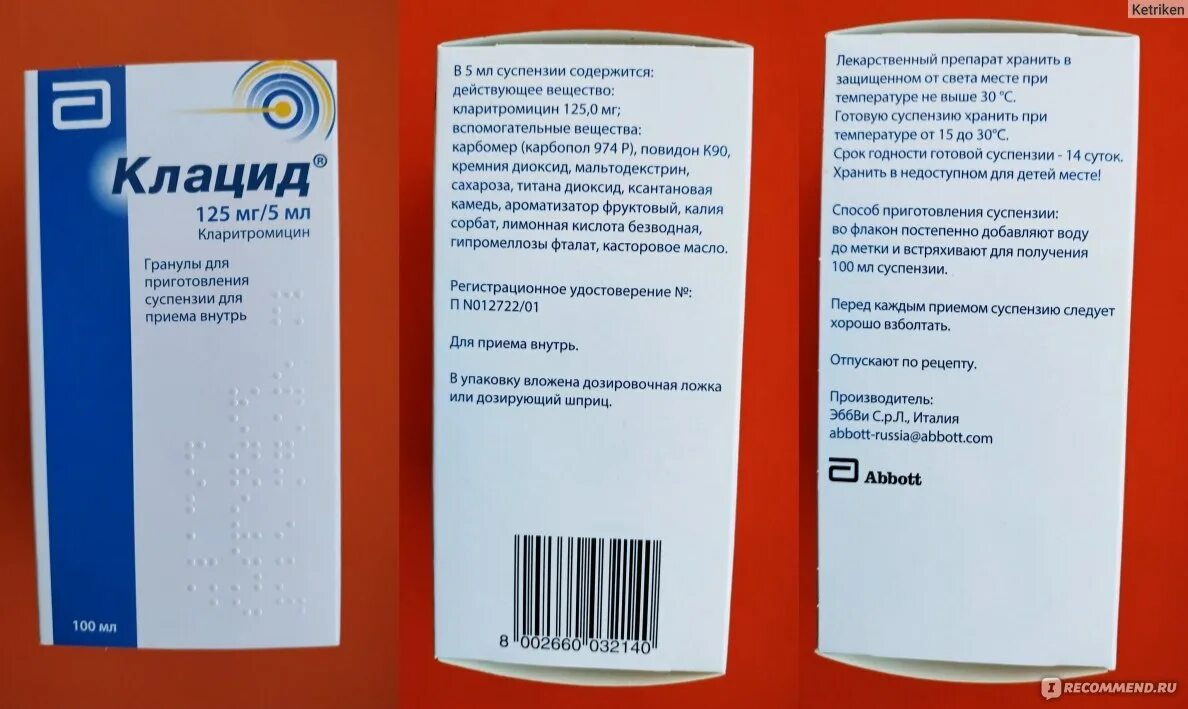 Ketriken
Клацид®
125 мг/5 мл
Кларитромицин
Гранулы для
приготовления
суспензии для
приема внутрь
100 мл
В 5 мл суспензии содержится:
действующее вещество:
кларитромицин 125,0 мг;
вспомогательные вещества:
карбомер (карбопол 974 Р), повидон К90,
кремния диоксид, мальтодекстрин,
сахароза, титана диоксид, ксантановая
камедь, ароматизатор фруктовый, калия
сорбат, лимонная кислота безводная,
гипромеллозы фталат, касторовое масло.
Регистрационное удостоверение №:
П N012722/01
Для приема внутрь.
В упаковку вложена дозировочная ложка
или дозирующий шприц.
8 002660 032140
Лекарственный препарат хранить в
защищенном от света месте при
температуре не выше 30 °С.
Готовую суспензию хранить при
температуре от 15 до 30°С.
Срок годности готовой суспензии - 14 суток.
Хранить в недоступном для детей месте!
Способ приготовления суспензии:
во флакон постепенно добавляют воду
до метки и встряхивают для получения
100 мл суспензии.
Перед каждым приемом суспензию следует
хорошо взболтать.
Отпускают по рецепту.
Производитель:
ЭббВи С.р.Л., Италия
abbott-russia@abbott.com
Abbott
RECOMMEND.RU